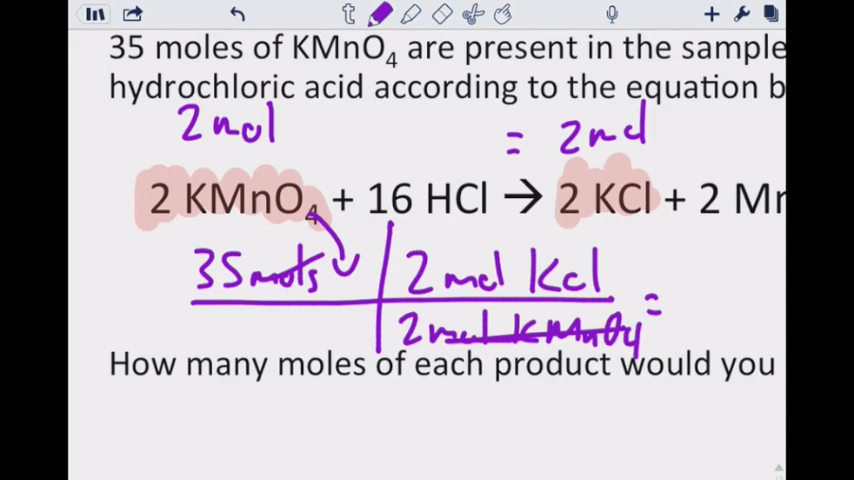 35 moles of KMnO₄ are present in the sample
hydrochloric acid according to the equation b
2 mol = 2 mol
2 KMnO₄ + 16 HCl → 2 KCl + 2 Mn
35 mols 2 mol KCl =
2 mol KMnO4
How many moles of each product would you